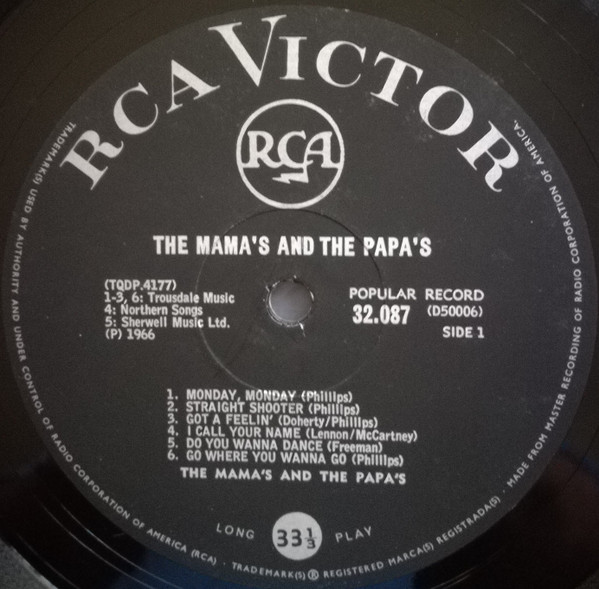 RCA VICTOR
RCA
THE MAMA'S AND THE PAPA'S
(TQDP.4177)
1-3, 6: Trousdale Music
4: Northern Songs
5: Sherwell Music Ltd.
(P) 1966
POPULAR RECORD
32.087 (D50006)
SIDE 1
1. MONDAY, MONDAY (Phillips)
2. STRAIGHT SHOOTER (Phillips)
3. GOT A FEELIN' (Doherty/Phillips)
4. I CALL YOUR NAME (Lennon/McCartney)
5. DO YOU WANNA DANCE (Freeman)
6. GO WHERE YOU WANNA GO (Phillips)
THE MAMA'S AND THE PAPA'S
LONG 33 1/3 PLAY
TRADEMARK(S) USED BY AUTHORITY AND UNDER CONTROL OF RADIO CORPORATION OF AMERICA (RCA) · TRADEMARK(S) ® REGISTERED MARCA(S) REGISTRADA(S) · MADE FROM MASTER RECORDING OF RADIO CORPORATION OF AMERICA.